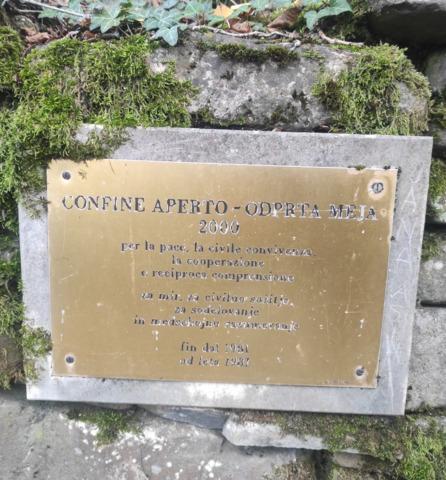 CONFINE APERTO - ODPRTA MEJA
2000
per la pace, la civile convivenza,
la cooperazione
e reciproca comprensione
za mir, za civilno sožitje,
za sodelovanje
in medsebojno razumevanje
fin dal 1981
od leta 1981